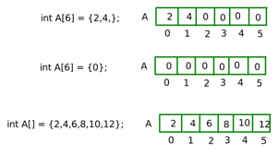 int A[6] = {2,4,}; A 2 4 0 0 0 0
0 1 2 3 4 5
int A[6] = {0}; A 0 0 0 0 0 0
0 1 2 3 4 5
int A[] = {2,4,6,8,10,12}; A 2 4 6 8 10 12
0 1 2 3 4 5